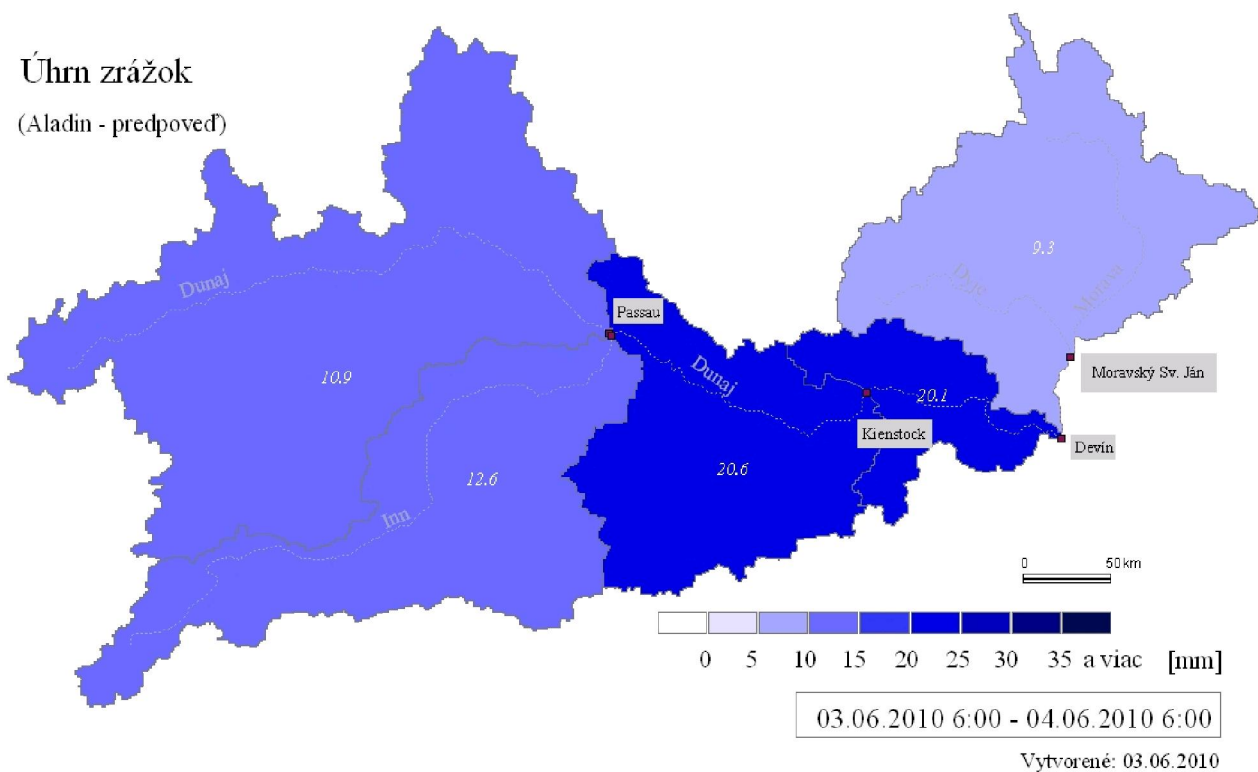 Úhrn zrážok
(Aladin - predpoveď)
Dunaj
9.3
Dyje
Morava
Passau
Moravský Sv. Ján
10.9
Dunaj
20.1
Kienstock
Devín
12.6
20.6
Inn
0 50 km
0 5 10 15 20 25 30 35 a viac [mm]
03.06.2010 6:00 - 04.06.2010 6:00
Vytvorené: 03.06.2010